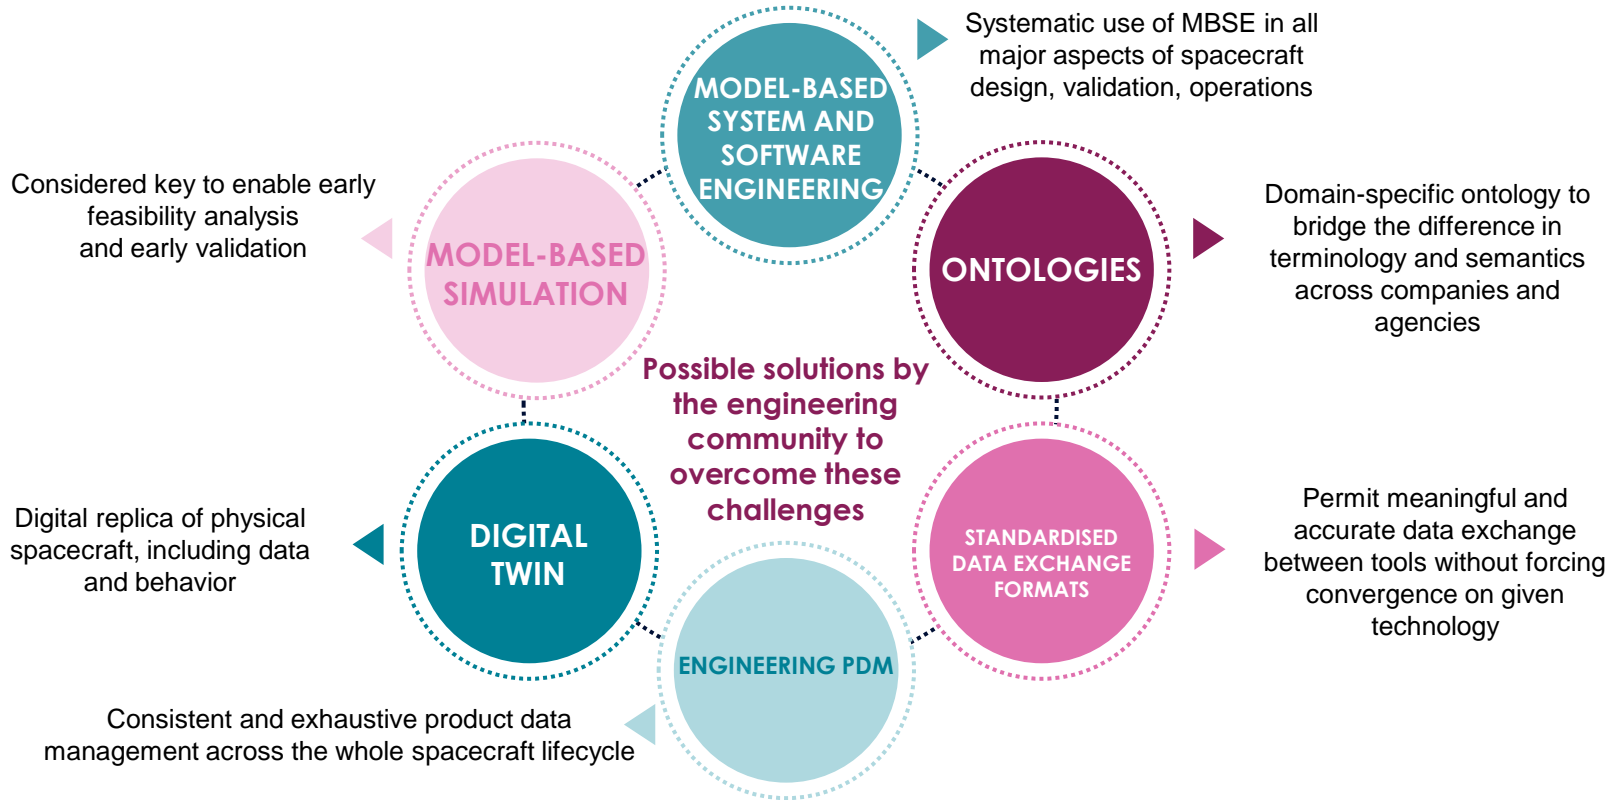 MODEL-BASED
SYSTEM AND
SOFTWARE
ENGINEERING
Systematic use of MBSE in all
major aspects of spacecraft
design, validation, operations
ONTOLOGIES
Domain-specific ontology to
bridge the difference in
terminology and semantics
across companies and
agencies
STANDARDISED
DATA EXCHANGE
FORMATS
Permit meaningful and
accurate data exchange
between tools without forcing
convergence on given
technology
ENGINEERING PDM
Consistent and exhaustive product data
management across the whole spacecraft lifecycle
DIGITAL
TWIN
Digital replica of physical
spacecraft, including data
and behavior
MODEL-BASED
SIMULATION
Considered key to enable early
feasibility analysis
and early validation
Possible solutions by
the engineering
community to
overcome these
challenges